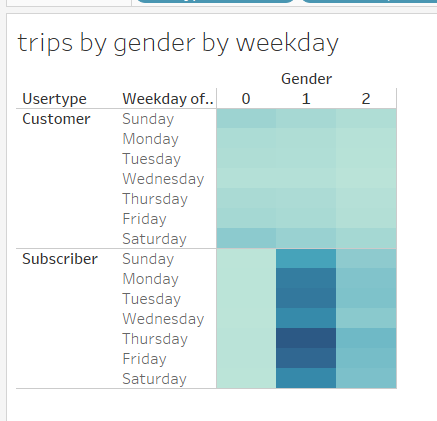 trips by gender by weekday
Gender
Usertype Weekday of.. 0 1 2
Customer Sunday
Monday
Tuesday
Wednesday
Thursday
Friday
Saturday
Subscriber Sunday
Monday
Tuesday
Wednesday
Thursday
Friday
Saturday